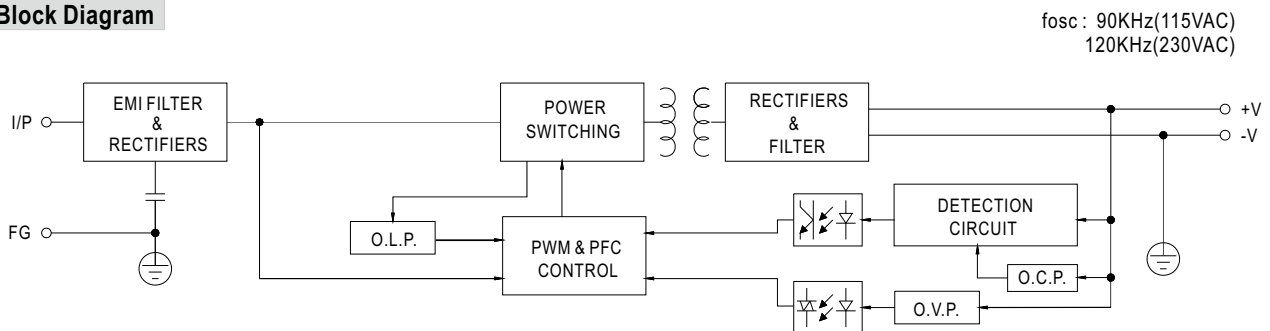 Block Diagram
fosc : 90KHz(115VAC)
120KHz(230VAC)
I/P
EMI FILTER
&
RECTIFIERS
POWER
SWITCHING
RECTIFIERS
&
FILTER
+V
-V
FG
O.L.P.
PWM & PFC
CONTROL
DETECTION
CIRCUIT
O.C.P.
O.V.P.